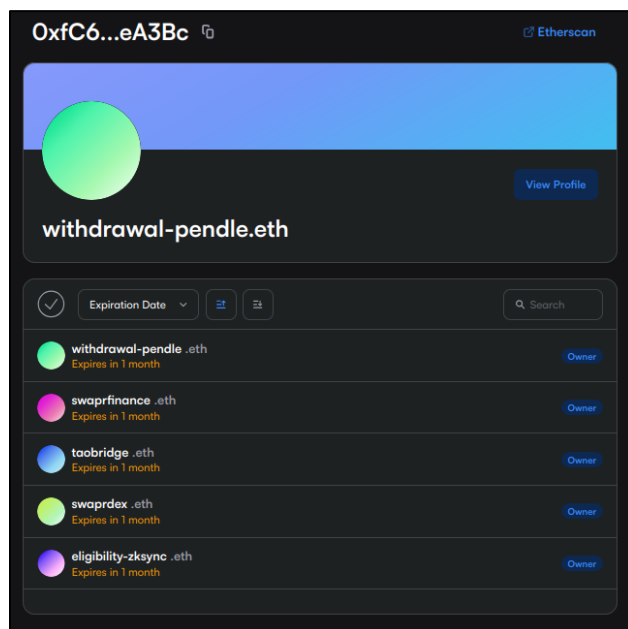 0xfC6...eA3Bc
Etherscan
View Profile
withdrawal-pendle.eth
Expiration Date
Search
withdrawal-pendle .eth
Expires in 1 month
Owner
swaprfinance .eth
Expires in 1 month
Owner
taobridge .eth
Expires in 1 month
Owner
swaprdex .eth
Expires in 1 month
Owner
eligibility-zksync .eth
Expires in 1 month
Owner